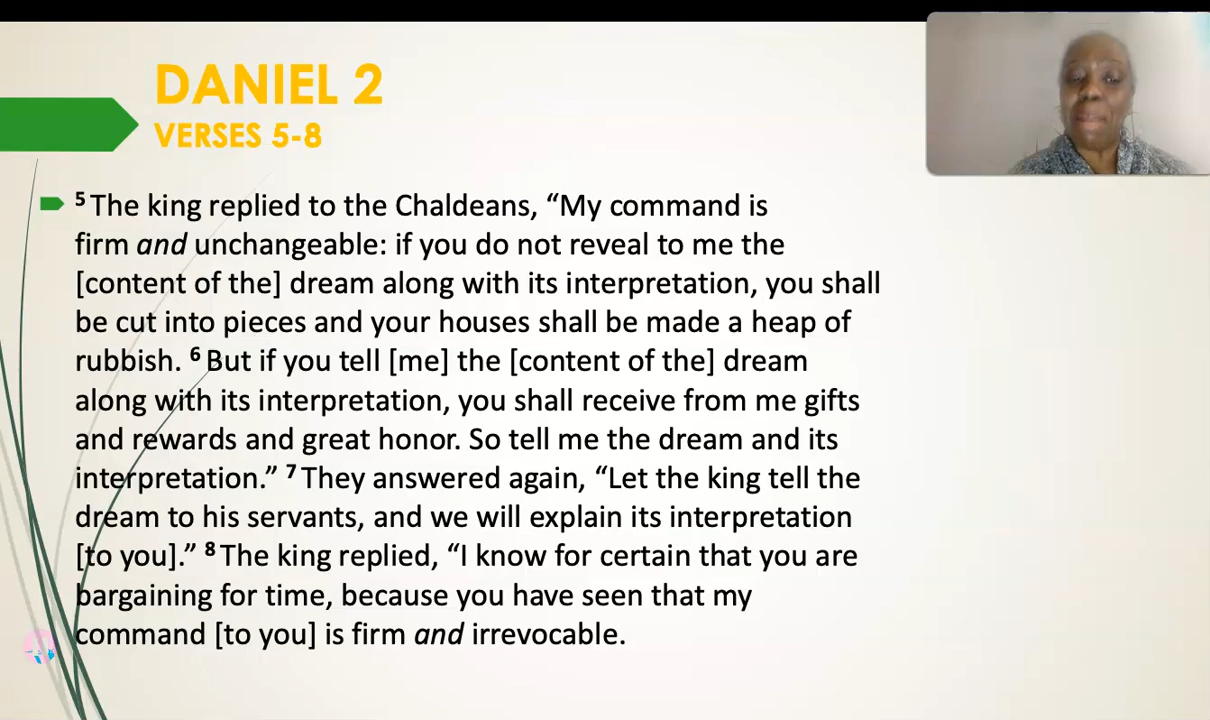 DANIEL 2
VERSES 5-8
⁵ The king replied to the Chaldeans, “My command is
firm and unchangeable: if you do not reveal to me the
[content of the] dream along with its interpretation, you shall
be cut into pieces and your houses shall be made a heap of
rubbish. ⁶ But if you tell [me] the [content of the] dream
along with its interpretation, you shall receive from me gifts
and rewards and great honor. So tell me the dream and its
interpretation.” ⁷ They answered again, “Let the king tell the
dream to his servants, and we will explain its interpretation
[to you].” ⁸ The king replied, “I know for certain that you are
bargaining for time, because you have seen that my
command [to you] is firm and irrevocable.